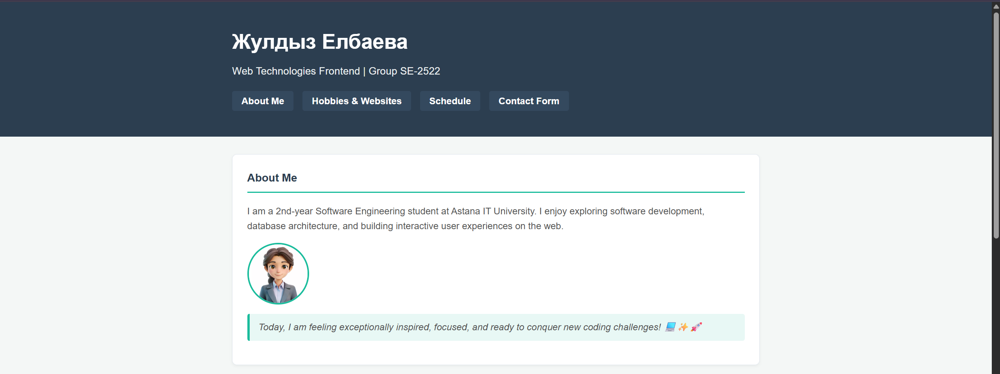 Жулдыз Елбаева
Web Technologies Frontend | Group SE-2522
About Me
Hobbies & Websites
Schedule
Contact Form
About Me
I am a 2nd-year Software Engineering student at Astana IT University. I enjoy exploring software development,
database architecture, and building interactive user experiences on the web.
Today, I am feeling exceptionally inspired, focused, and ready to conquer new coding challenges! 💻 ✨ 🚀